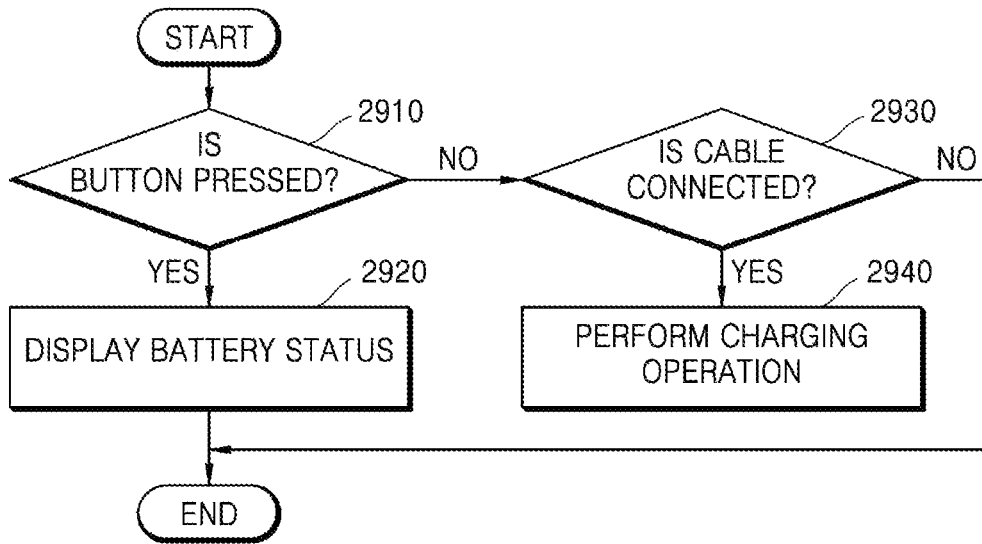 START
2910
IS
BUTTON PRESSED?
NO
2930
IS CABLE
CONNECTED?
NO
YES
2920
DISPLAY BATTERY STATUS
YES
2940
PERFORM CHARGING
OPERATION
END